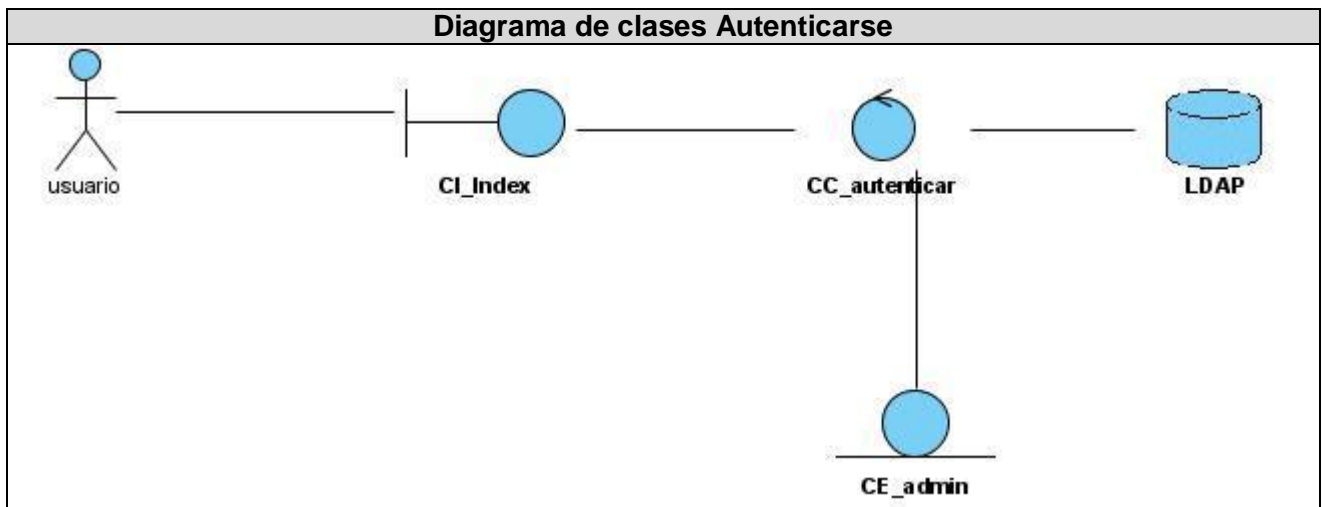 Diagrama de clases Autenticarse
usuario
CI_Index
CC_autenticar
LDAP
CE_admin